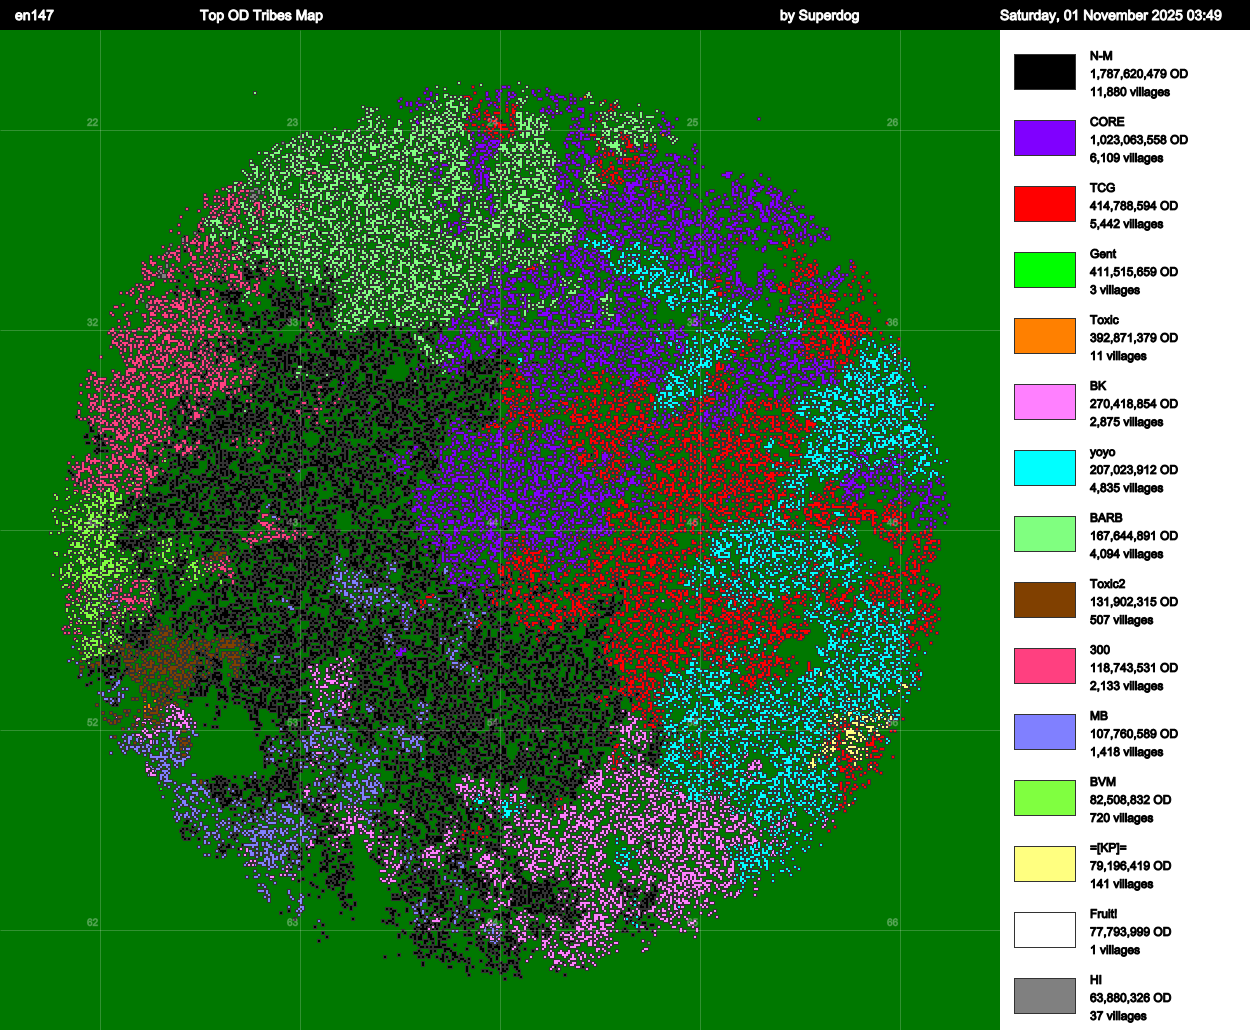 en147 Top OD Tribes Map by Superdog Saturday, 01 November 2025 03:49
N-M
1,787,620,479 OD
11,880 villages
CORE
1,023,063,558 OD
6,109 villages
TCG
414,788,594 OD
5,442 villages
Gent
411,515,659 OD
3 villages
Toxic
392,871,379 OD
11 villages
BK
270,418,854 OD
2,875 villages
yoyo
207,023,912 OD
4,835 villages
BARB
167,644,891 OD
4,094 villages
Toxic2
131,902,315 OD
507 villages
300
118,743,531 OD
2,133 villages
MB
107,760,589 OD
1,418 villages
BVM
82,508,832 OD
720 villages
=[KP]=
79,196,419 OD
141 villages
Fruit!
77,793,999 OD
1 villages
HI
63,880,326 OD
37 villages
22 23 24 25 26
32 33 34 35 36
43 44 45 46
52 53 54
62 63 64 66